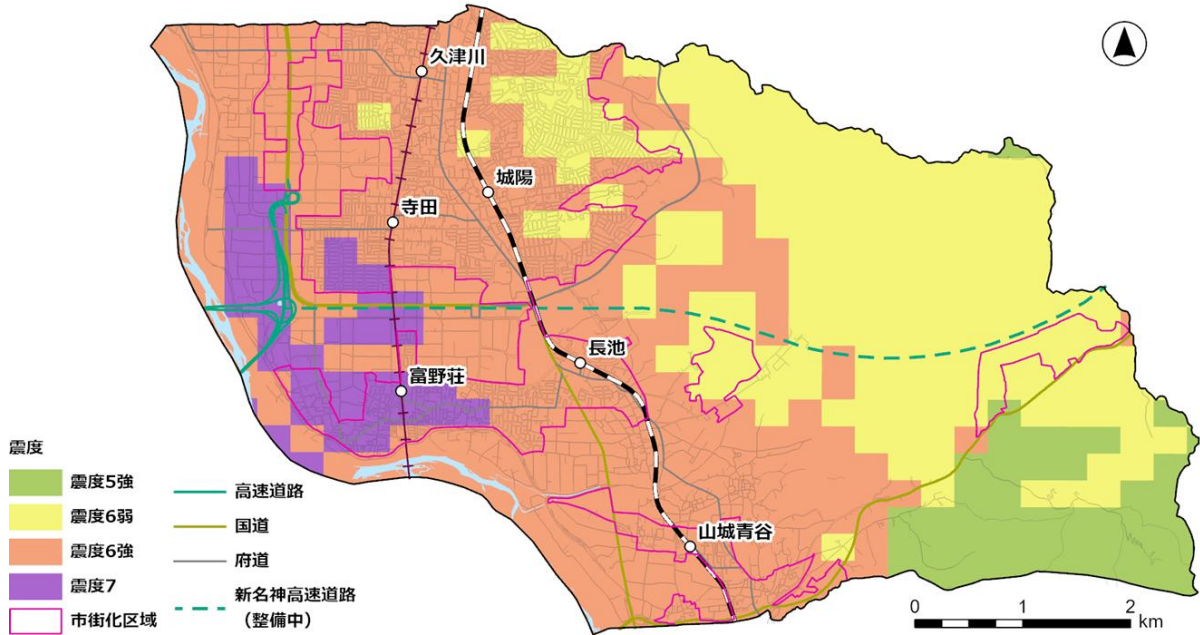 久津川
城陽
寺田
長池
富野荘
山城青谷
震度
震度5強
震度6弱
震度6強
震度7
市街化区域
高速道路
国道
府道
新名神高速道路
（整備中）
0 1 2
km